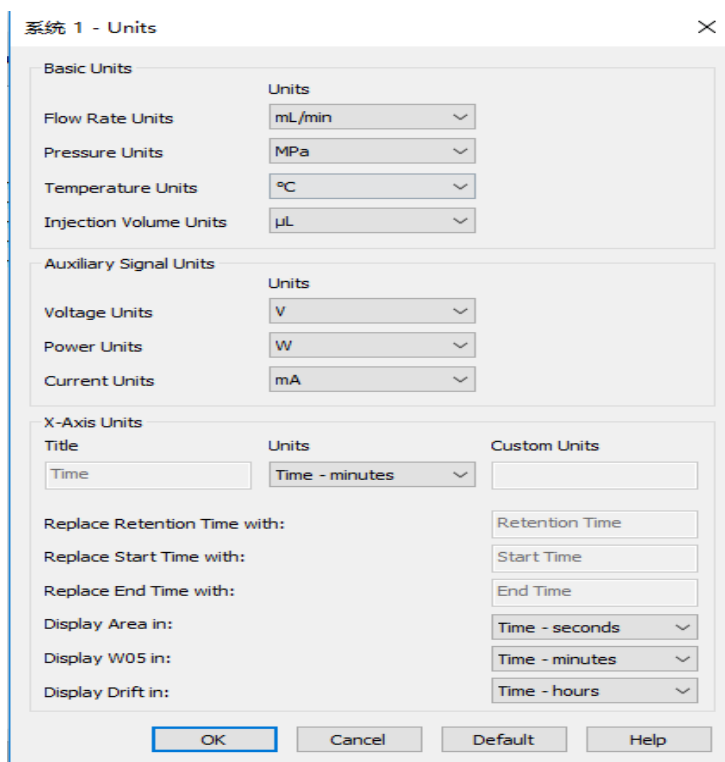 系统 1 - Units
Basic Units
Units
Flow Rate Units mL/min
Pressure Units MPa
Temperature Units °C
Injection Volume Units µL
Auxiliary Signal Units
Units
Voltage Units V
Power Units W
Current Units mA
X-Axis Units
Title Units Custom Units
Time Time - minutes
Replace Retention Time with: Retention Time
Replace Start Time with: Start Time
Replace End Time with: End Time
Display Area in: Time - seconds
Display W05 in: Time - minutes
Display Drift in: Time - hours
OK Cancel Default Help